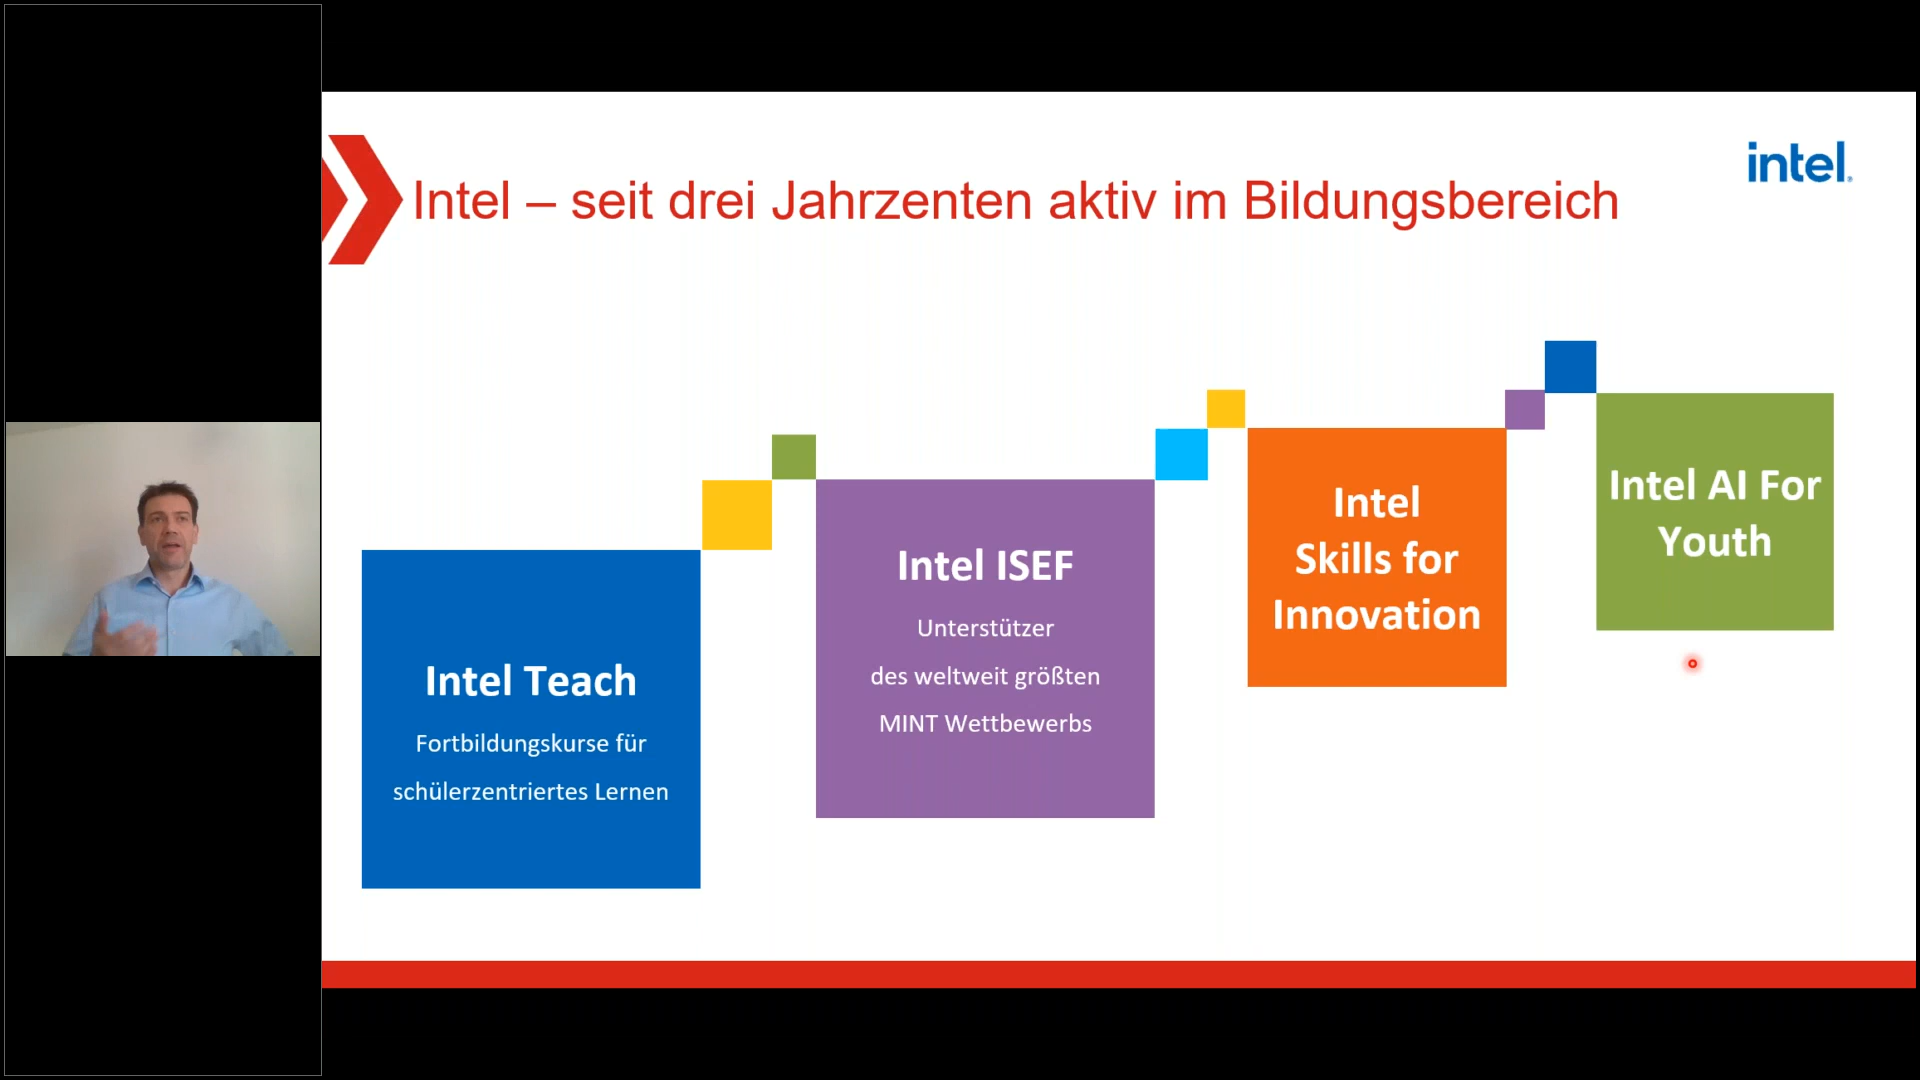 Intel – seit drei Jahrzenten aktiv im Bildungsbereich
intel.
Intel Teach
Fortbildungskurse für
schülerzentriertes Lernen
Intel ISEF
Unterstützer
des weltweit größten
MINT Wettbewerbs
Intel
Skills for
Innovation
Intel AI For
Youth